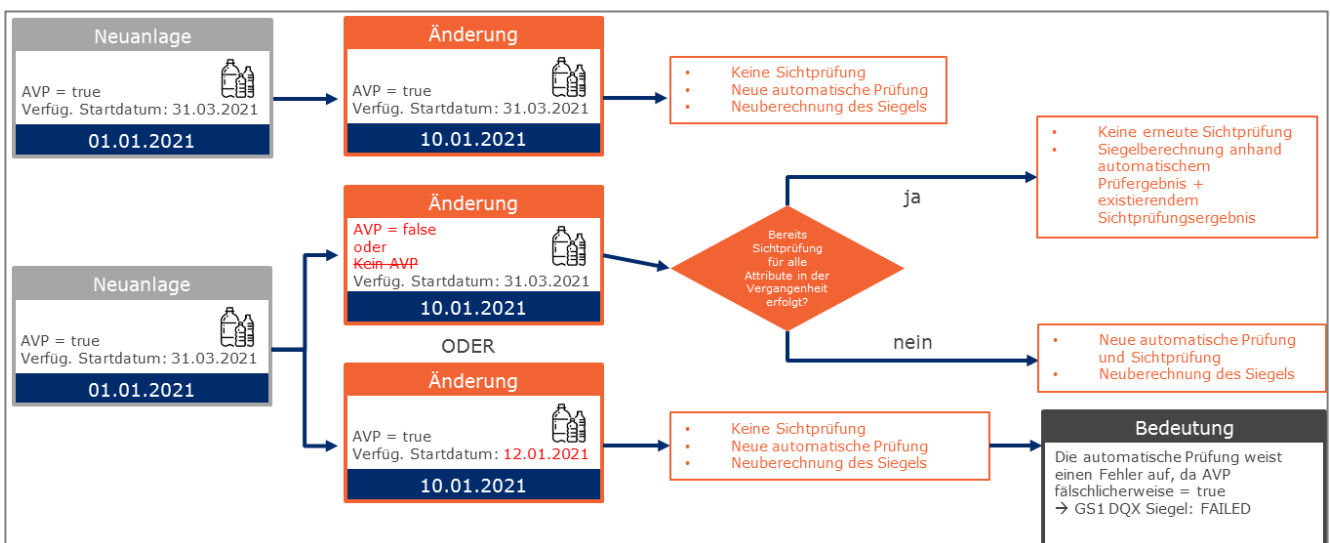 Neuanlage
AVP = true
Verfüg. Startdatum: 31.03.2021
01.01.2021
Änderung
AVP = true
Verfüg. Startdatum: 31.03.2021
10.01.2021
• Keine Sichtprüfung
• Neue automatische Prüfung
• Neuberechnung des Siegels
Neuanlage
AVP = true
Verfüg. Startdatum: 31.03.2021
01.01.2021
Änderung
AVP = false
oder
Kein AVP
Verfüg. Startdatum: 31.03.2021
10.01.2021
Bereits
Sichtprüfung
für alle
Attribute in der
Vergangenheit
erfolgt?
ja
• Keine erneute Sichtprüfung
• Siegelberechnung anhand
automatischem
Prüfergebnis +
existierendem
Sichtprüfungsergebnis
nein
• Neue automatische Prüfung
und Sichtprüfung
• Neuberechnung des Siegels
ODER
Änderung
AVP = true
Verfüg. Startdatum: 12.01.2021
10.01.2021
• Keine Sichtprüfung
• Neue automatische Prüfung
• Neuberechnung des Siegels
Bedeutung
Die automatische Prüfung weist
einen Fehler auf, da AVP
fälschlicherweise = true
→ GS1 DQX Siegel: FAILED